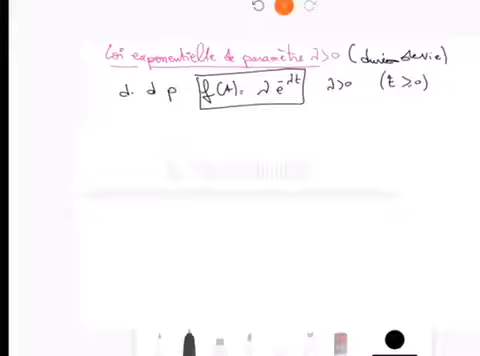 Loi exponentielle de paramètre λ>0 (durée de vie)
d. d p f(t) = λ e^{-λt} λ>0 (t ≥ 0)